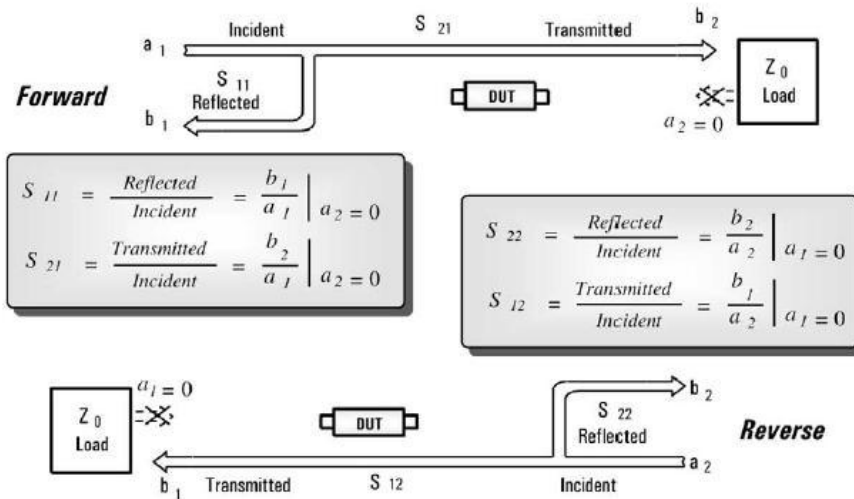 Incident S 21 Transmitted b 2
a 1
Z 0
Load
S 11
Reflected
Forward
DUT
b 1
a 2 = 0
S 11 = Reflected / Incident = b 1 / a 1 | a 2 = 0
S 21 = Transmitted / Incident = b 2 / a 1 | a 2 = 0
S 22 = Reflected / Incident = b 2 / a 2 | a 1 = 0
S 12 = Transmitted / Incident = b 1 / a 2 | a 1 = 0
a 1 = 0
Z 0
Load
DUT
b 2
S 22
Reflected
Reverse
a 2
b 1 Transmitted S 12 Incident